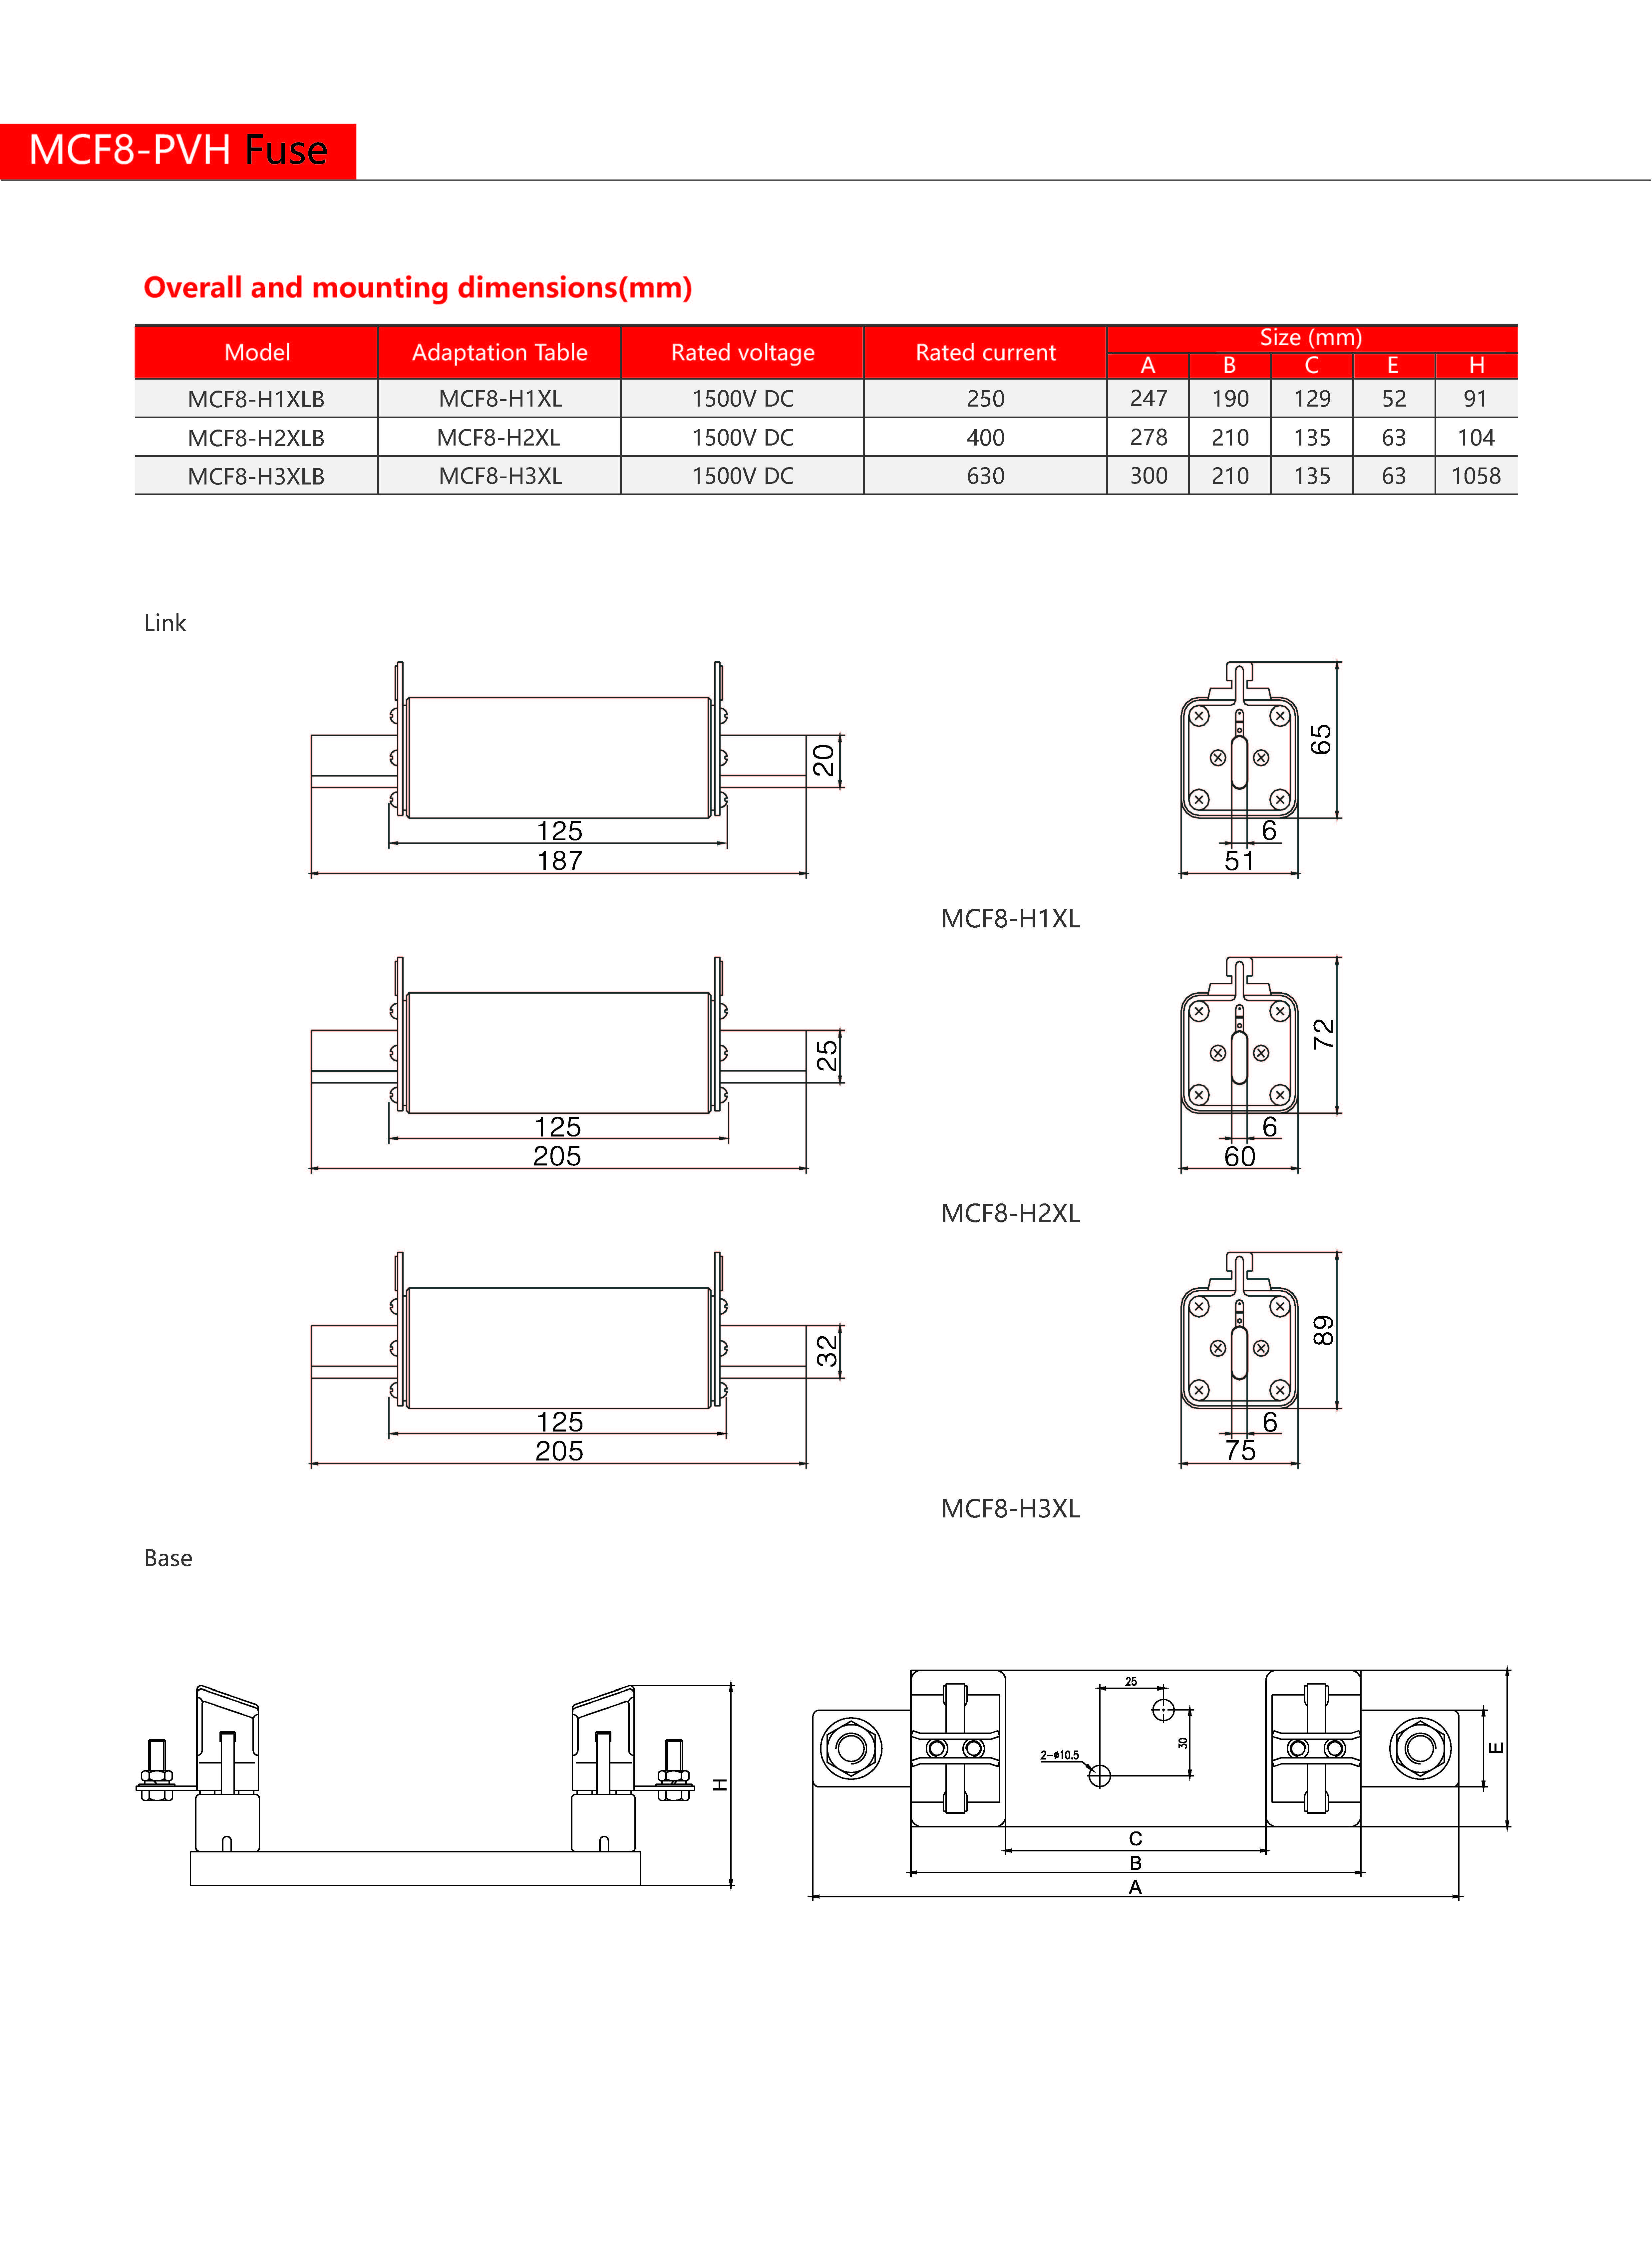 MCF8-PVH Fuse
Overall and mounting dimensions(mm)
Model Adaptation Table Rated voltage Rated current Size (mm)
A B C E H
MCF8-H1XLB MCF8-H1XL 1500V DC 250 247 190 129 52 91
MCF8-H2XLB MCF8-H2XL 1500V DC 400 278 210 135 63 104
MCF8-H3XLB MCF8-H3XL 1500V DC 630 300 210 135 63 1058
Link
20
65
125
6
187
51
MCF8-H1XL
25
72
125
6
205
60
MCF8-H2XL
32
89
125
6
205
75
MCF8-H3XL
Base
25
30
2-ø10.5
H
E
C
B
A